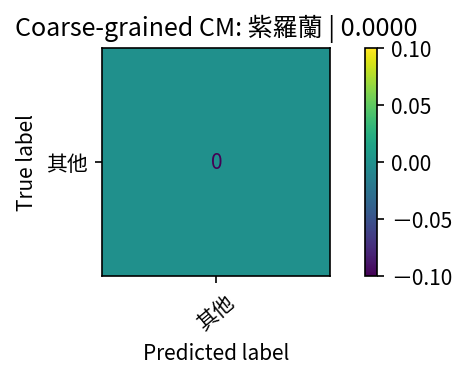 Coarse-grained CM: 紫羅蘭 | 0.0000
True label
其他
0
其他
Predicted label
0.10
0.05
0.00
−0.05
−0.10